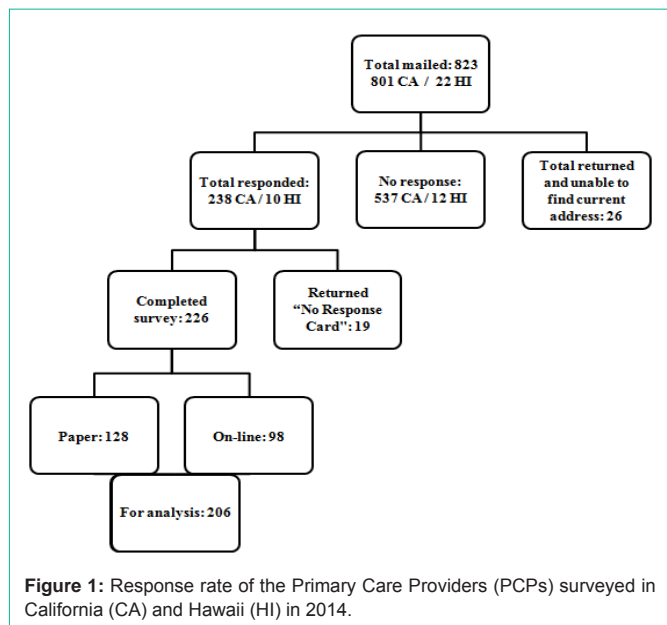 Total mailed: 823
801 CA / 22 HI
Total responded:
238 CA / 10 HI
No response:
537 CA / 12 HI
Total returned
and unable to
find current
address: 26
Completed
survey: 226
Returned
“No Response
Card”: 19
Paper: 128
On-line: 98
For analysis: 206
Figure 1: Response rate of the Primary Care Providers (PCPs) surveyed in
California (CA) and Hawaii (HI) in 2014.